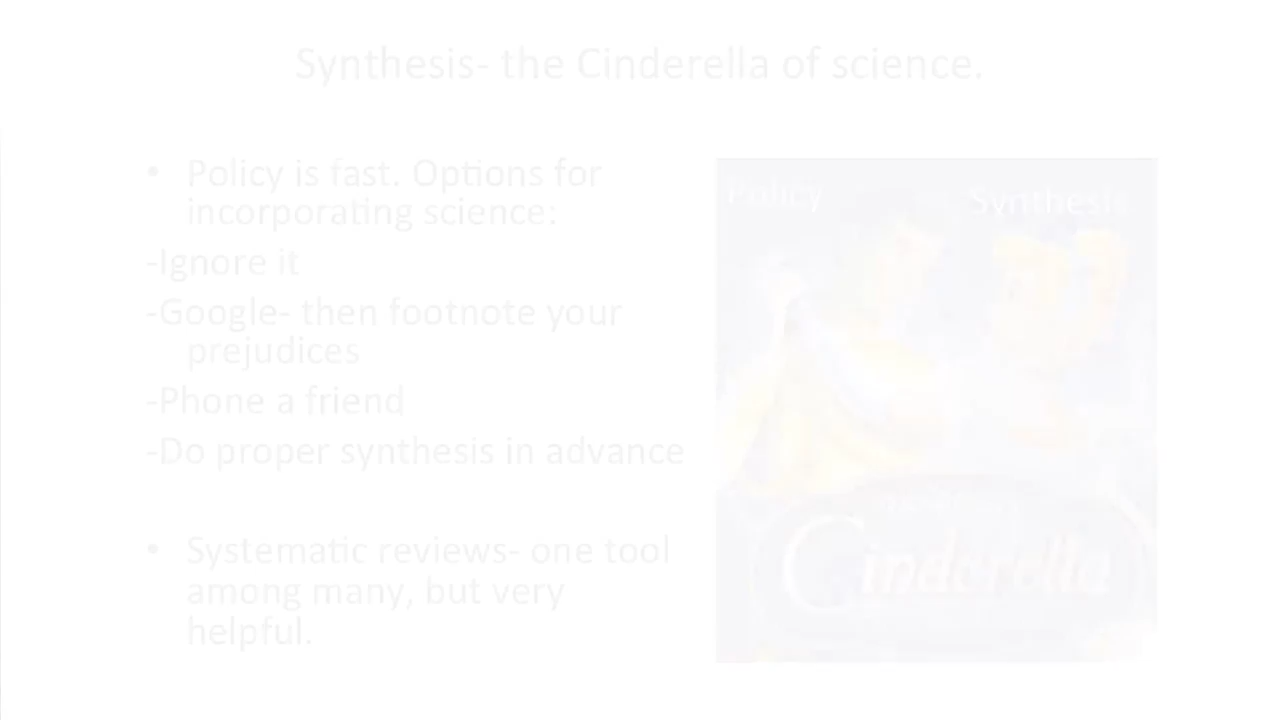 Synthesis- the Cinderella of science.
• Policy is fast. Options for
incorporating science:
-Ignore it
-Google- then footnote your
prejudices
-Phone a friend
-Do proper synthesis in advance
• Systematic reviews- one tool
among many, but very
helpful.
Policy
Synthesis
Cinderella